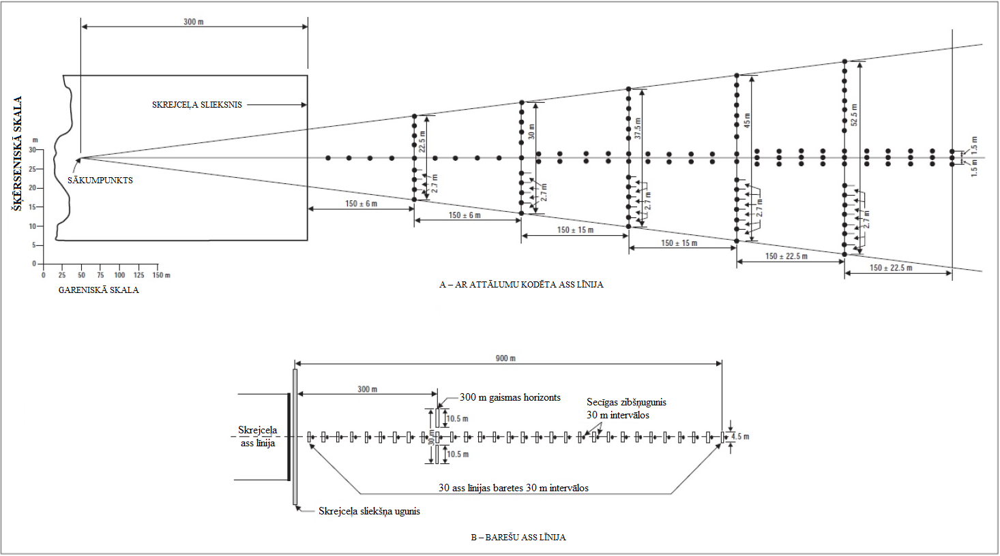 300 m
SKREJCEĻA SLIEKSNIS
ŠĶĒRSENISKĀ SKALA
m
30
25
20
15
10
5
0
0 25 50 75 100 125 150 m
GARENISKĀ SKALA
SĀKUMPUNKTS
22.5 m
30 m
37.5 m
45 m
52.5 m
2.7 m
2.7 m
2.7 m
2.7 m
2.7 m
1.5 m
1.5 m
150 ± 6 m
150 ± 6 m
150 ± 15 m
150 ± 15 m
150 ± 22.5 m
150 ± 22.5 m
A – AR ATTĀLUMU KODĒTA ASS LĪNIJA
900 m
300 m
300 m gaismas horizonts
Secīgas zibšņugunis
30 m intervālos
10.5 m
30 m
10.5 m
4.5 m
Skrejceļa
ass līnija
30 ass līnijas baretes 30 m intervālos
Skrejceļa sliekšņa ugunis
B – BAREŠU ASS LĪNIJA